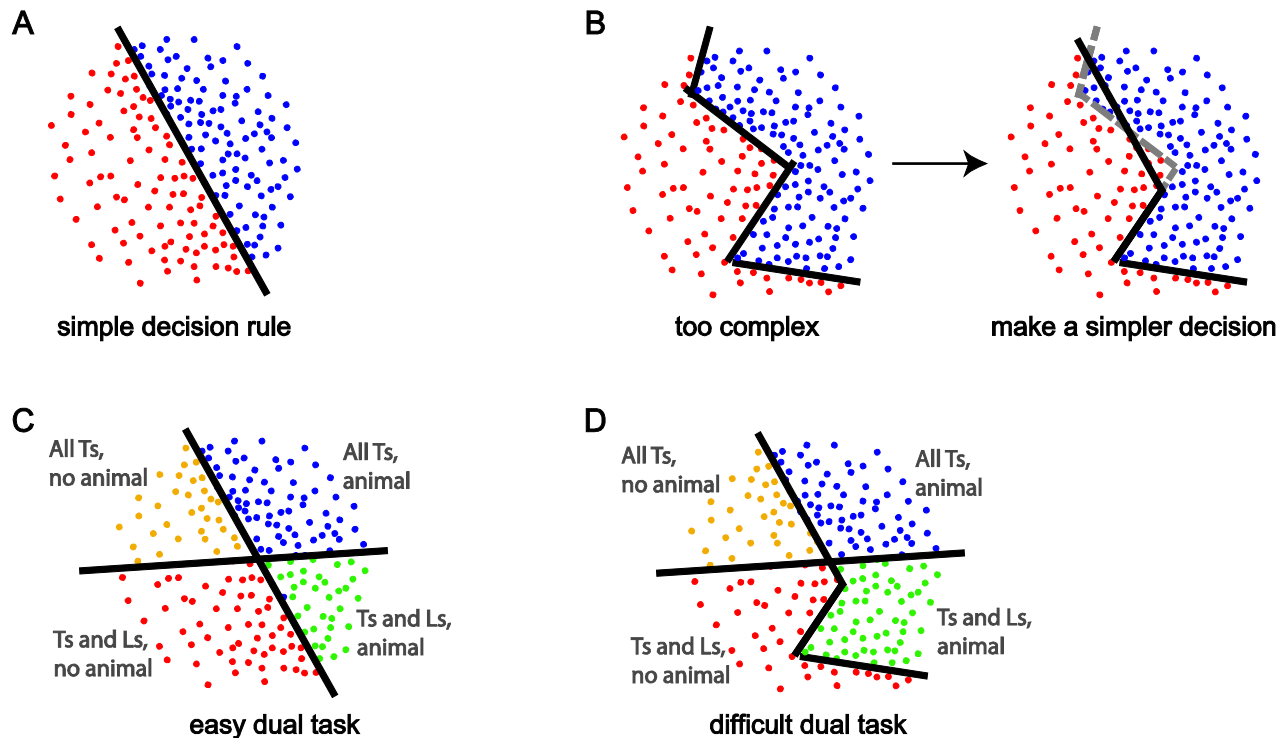 A
simple decision rule
B
too complex
make a simpler decision
C
All Ts,
no animal
All Ts,
animal
Ts and Ls,
no animal
Ts and Ls,
animal
easy dual task
D
All Ts,
no animal
All Ts,
animal
Ts and Ls,
no animal
Ts and Ls,
animal
difficult dual task